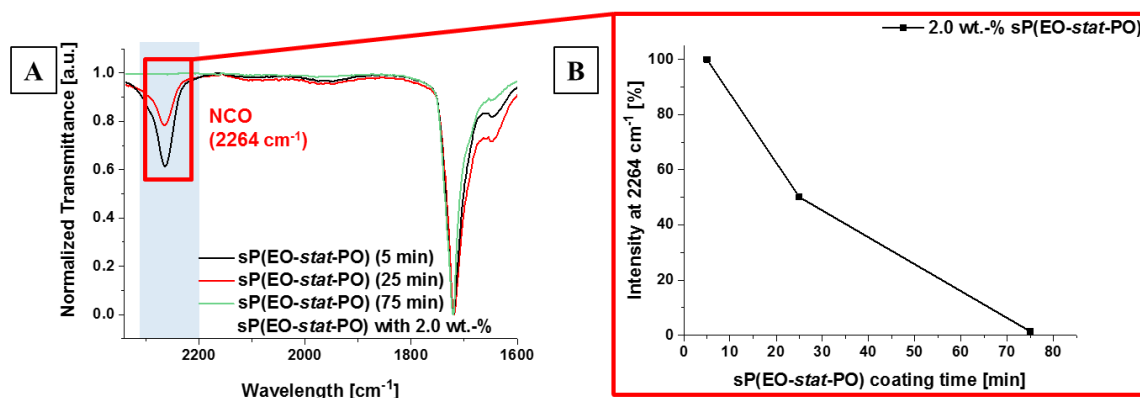 A
Normalized Transmittance [a.u.]
1.0
0.8
0.6
0.4
0.2
0.0
NCO
(2264 cm⁻¹)
sP(EO-stat-PO) (5 min)
sP(EO-stat-PO) (25 min)
sP(EO-stat-PO) (75 min)
sP(EO-stat-PO) with 2.0 wt.-%
2200 2000 1800 1600
Wavelength [cm⁻¹]
B
2.0 wt.-% sP(EO-stat-PO)
Intensity at 2264 cm⁻¹ [%]
100
80
60
40
20
0
0 10 20 30 40 50 60 70 80
sP(EO-stat-PO) coating time [min]